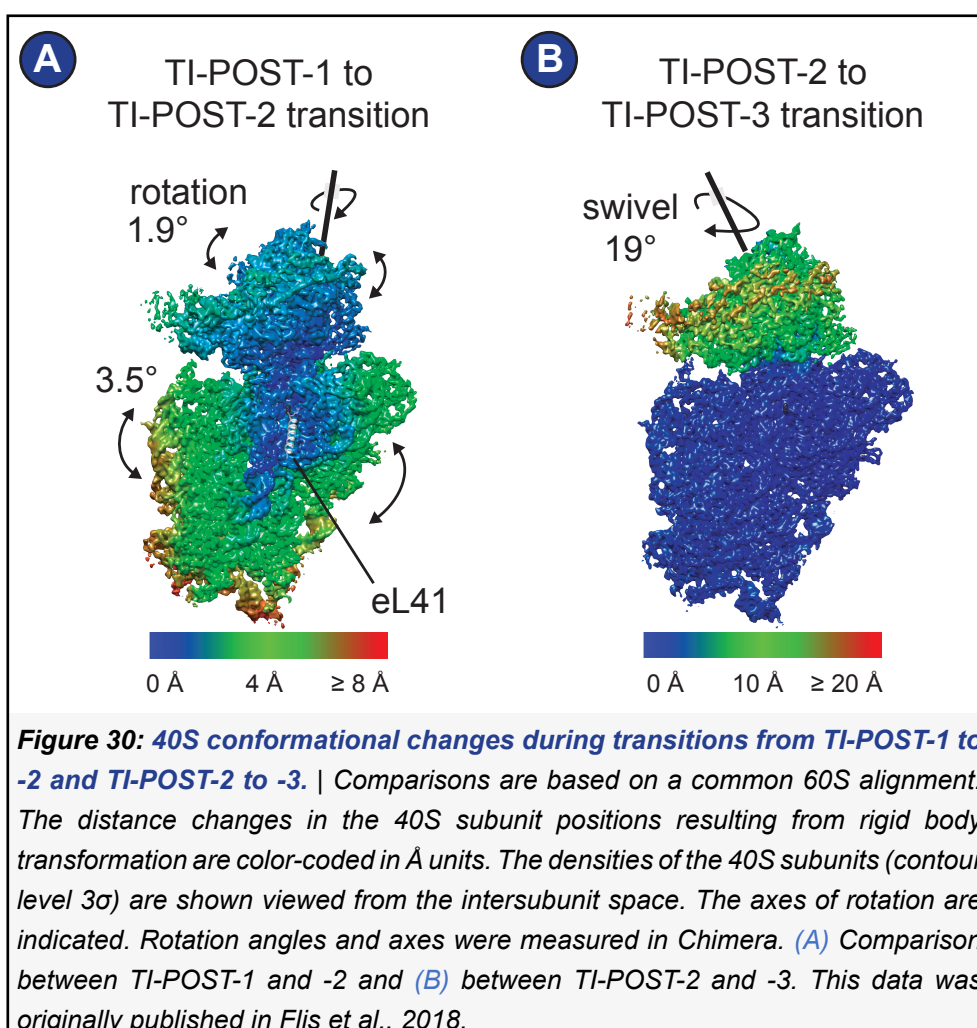 A
TI-POST-1 to
TI-POST-2 transition
rotation
1.9°
3.5°
eL41
0 Å 4 Å ≥ 8 Å
B
TI-POST-2 to
TI-POST-3 transition
swivel
19°
0 Å 10 Å ≥ 20 Å
Figure 30: 40S conformational changes during transitions from TI-POST-1 to
-2 and TI-POST-2 to -3. | Comparisons are based on a common 60S alignment.
The distance changes in the 40S subunit positions resulting from rigid body
transformation are color-coded in Å units. The densities of the 40S subunits (contour
level 3σ) are shown viewed from the intersubunit space. The axes of rotation are
indicated. Rotation angles and axes were measured in Chimera. (A) Comparison
between TI-POST-1 and -2 and (B) between TI-POST-2 and -3. This data was
originally published in Flis et al., 2018.